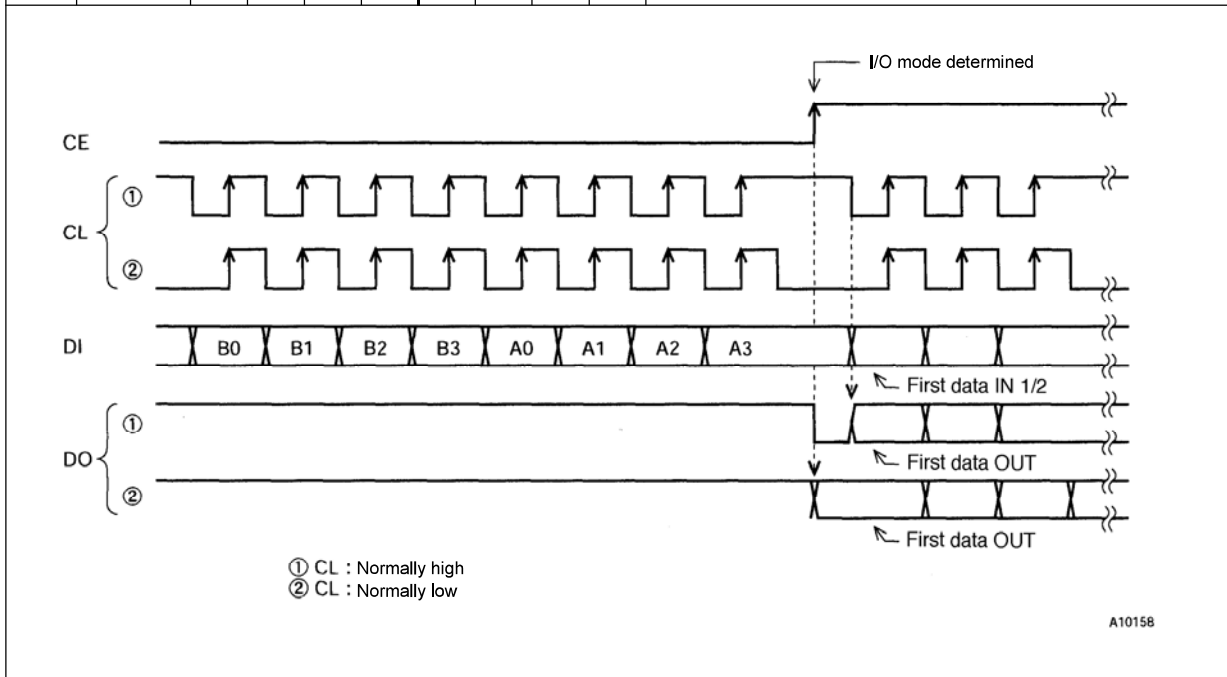 I/O mode determined
CE
CL
①
②
DI B0 B1 B2 B3 A0 A1 A2 A3
First data IN 1/2
DO
①
First data OUT
②
First data OUT
① CL : Normally high
② CL : Normally low
A10158